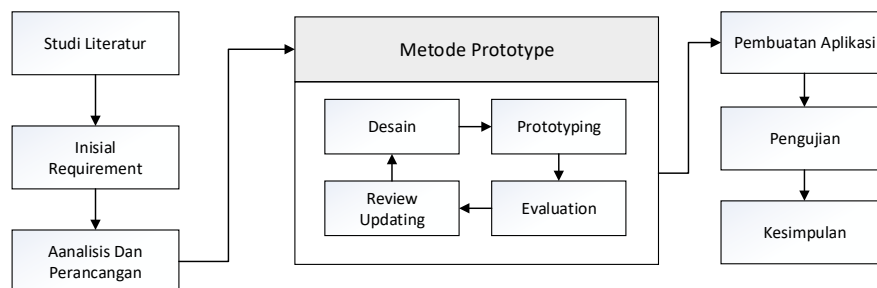 Studi Literatur
Inisial
Requirement
Aanalisis Dan
Perancangan
Metode Prototype
Desain
Prototyping
Review
Updating
Evaluation
Pembuatan Aplikasi
Pengujian
Kesimpulan